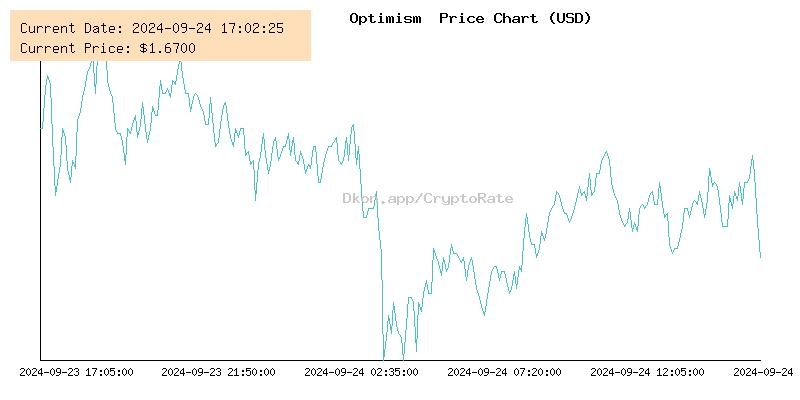 Optimism  Price Chart (USD)
Current Date: 2024-09-24 17:02:25
Current Price: $1.6700
Dkon.app/CryptoRate
2024-09-23 17:05:00 2024-09-23 21:50:00 2024-09-24 02:35:00 2024-09-24 07:20:00 2024-09-24 12:05:00 2024-09-24